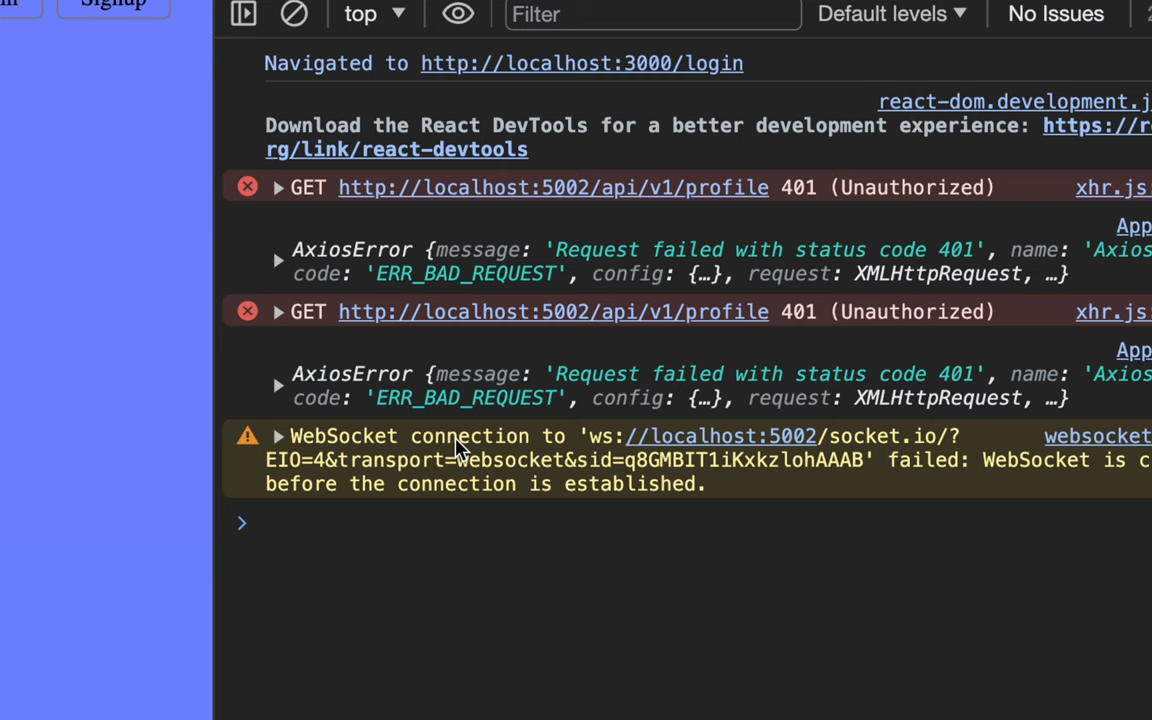 Signup
top ▼ Filter Default levels ▼ No Issues
Navigated to http://localhost:3000/login
react-dom.development.j
Download the React DevTools for a better development experience: https://r
rg/link/react-devtools
GET http://localhost:5002/api/v1/profile 401 (Unauthorized) xhr.js:
App
AxiosError {message: 'Request failed with status code 401', name: 'Axios
code: 'ERR_BAD_REQUEST', config: {…}, request: XMLHttpRequest, …}
GET http://localhost:5002/api/v1/profile 401 (Unauthorized) xhr.js:
App
AxiosError {message: 'Request failed with status code 401', name: 'Axios
code: 'ERR_BAD_REQUEST', config: {…}, request: XMLHttpRequest, …}
WebSocket connection to 'ws://localhost:5002/socket.io/? websocket
EIO=4&transport=websocket&sid=q8GMBIT1iKxkzlohAAAB' failed: WebSocket is c
before the connection is established.